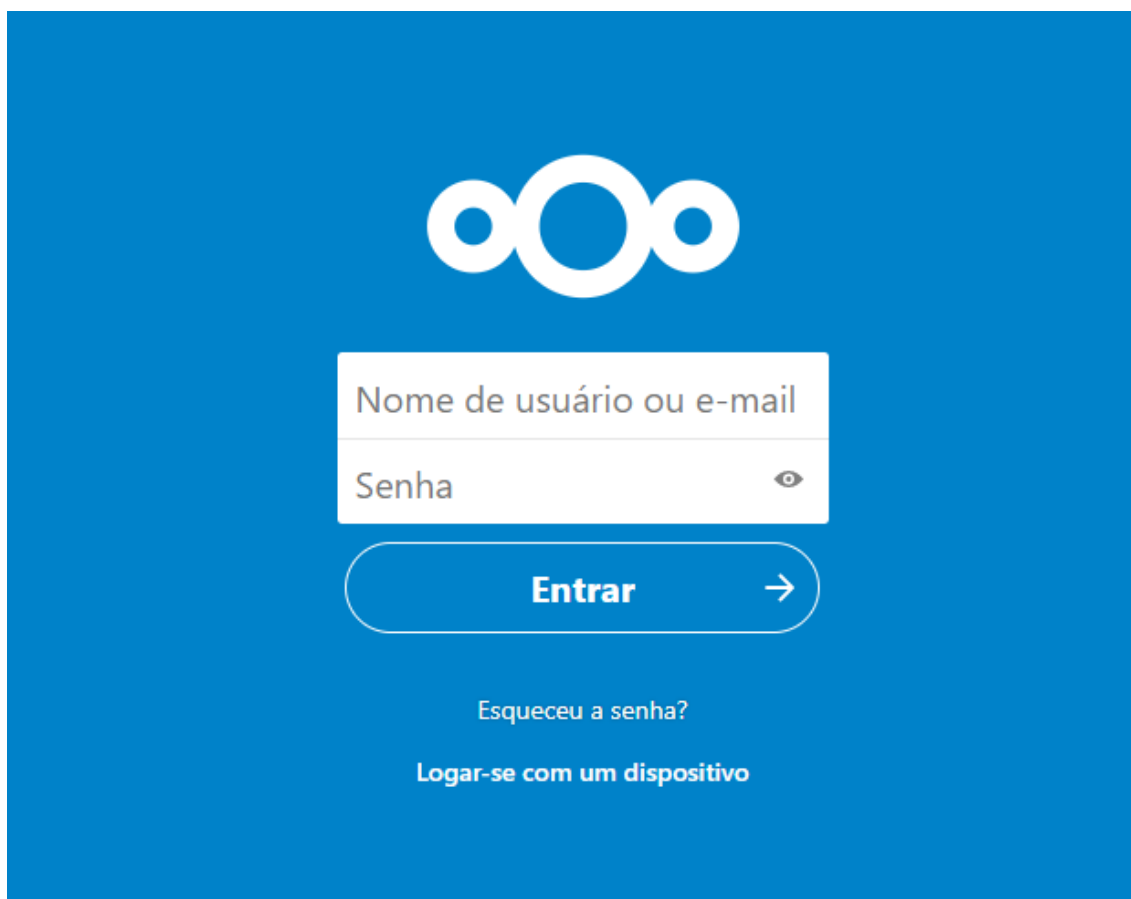 Nome de usuário ou e-mail
Senha
Entrar
Esqueceu a senha?
Logar-se com um dispositivo